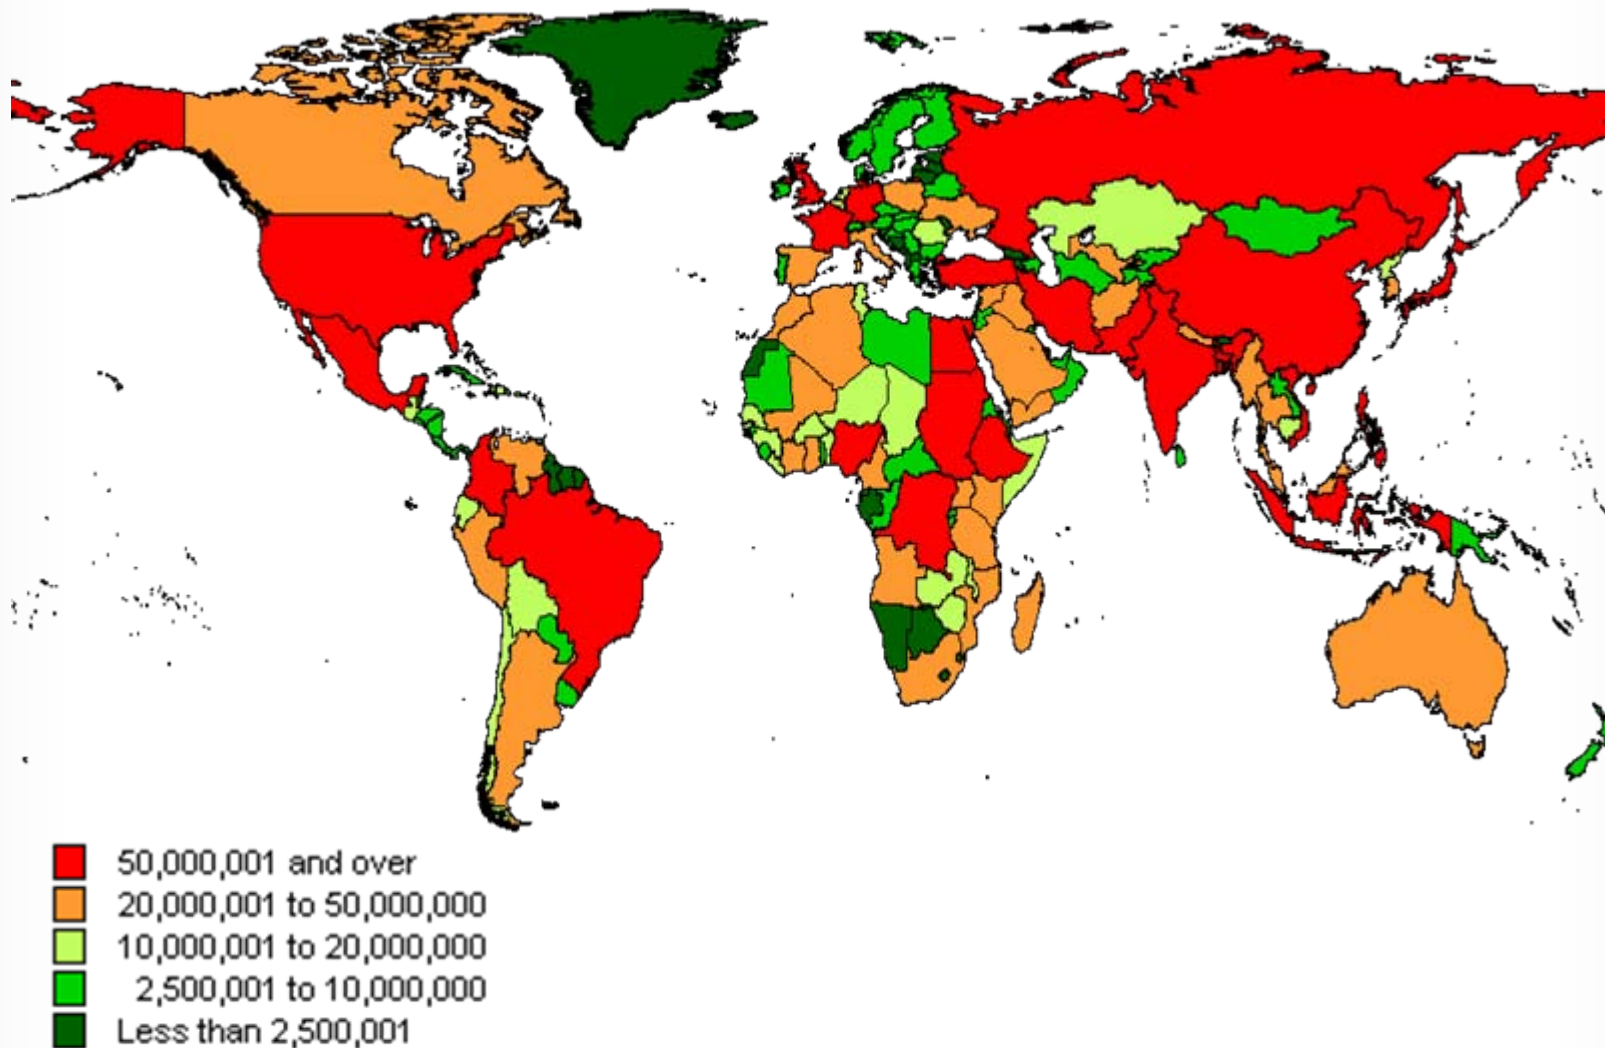 50,000,001 and over
20,000,001 to 50,000,000
10,000,001 to 20,000,000
2,500,001 to 10,000,000
Less than 2,500,001